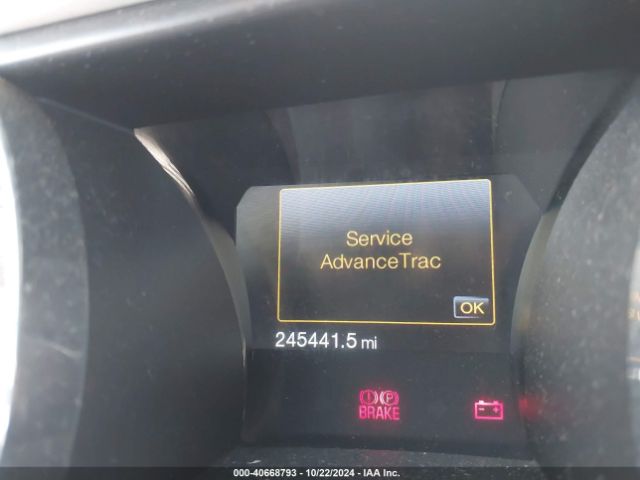 Service
AdvanceTrac
OK
245441.5 mi
BRAKE
000-40668793 - 10/22/2024 - IAA Inc.